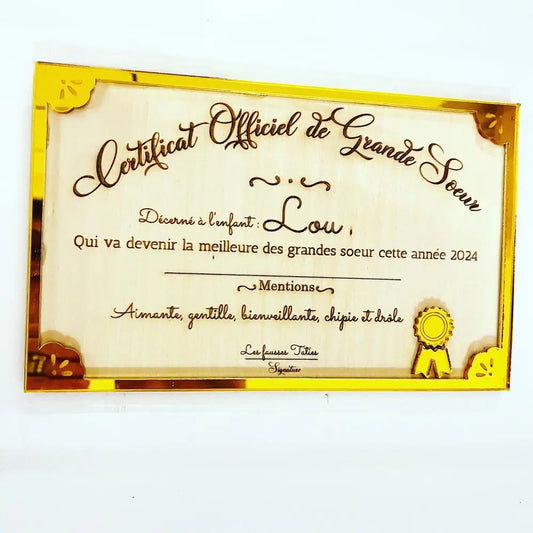 Certificat Officiel de Grande Soeur
Décerné à l'enfant : Lou,
Qui va devenir la meilleure des grandes soeur cette année 2024
Mentions
Aimante, gentille, bienveillante, chipie et drôle
Les fausses Taties
Signature